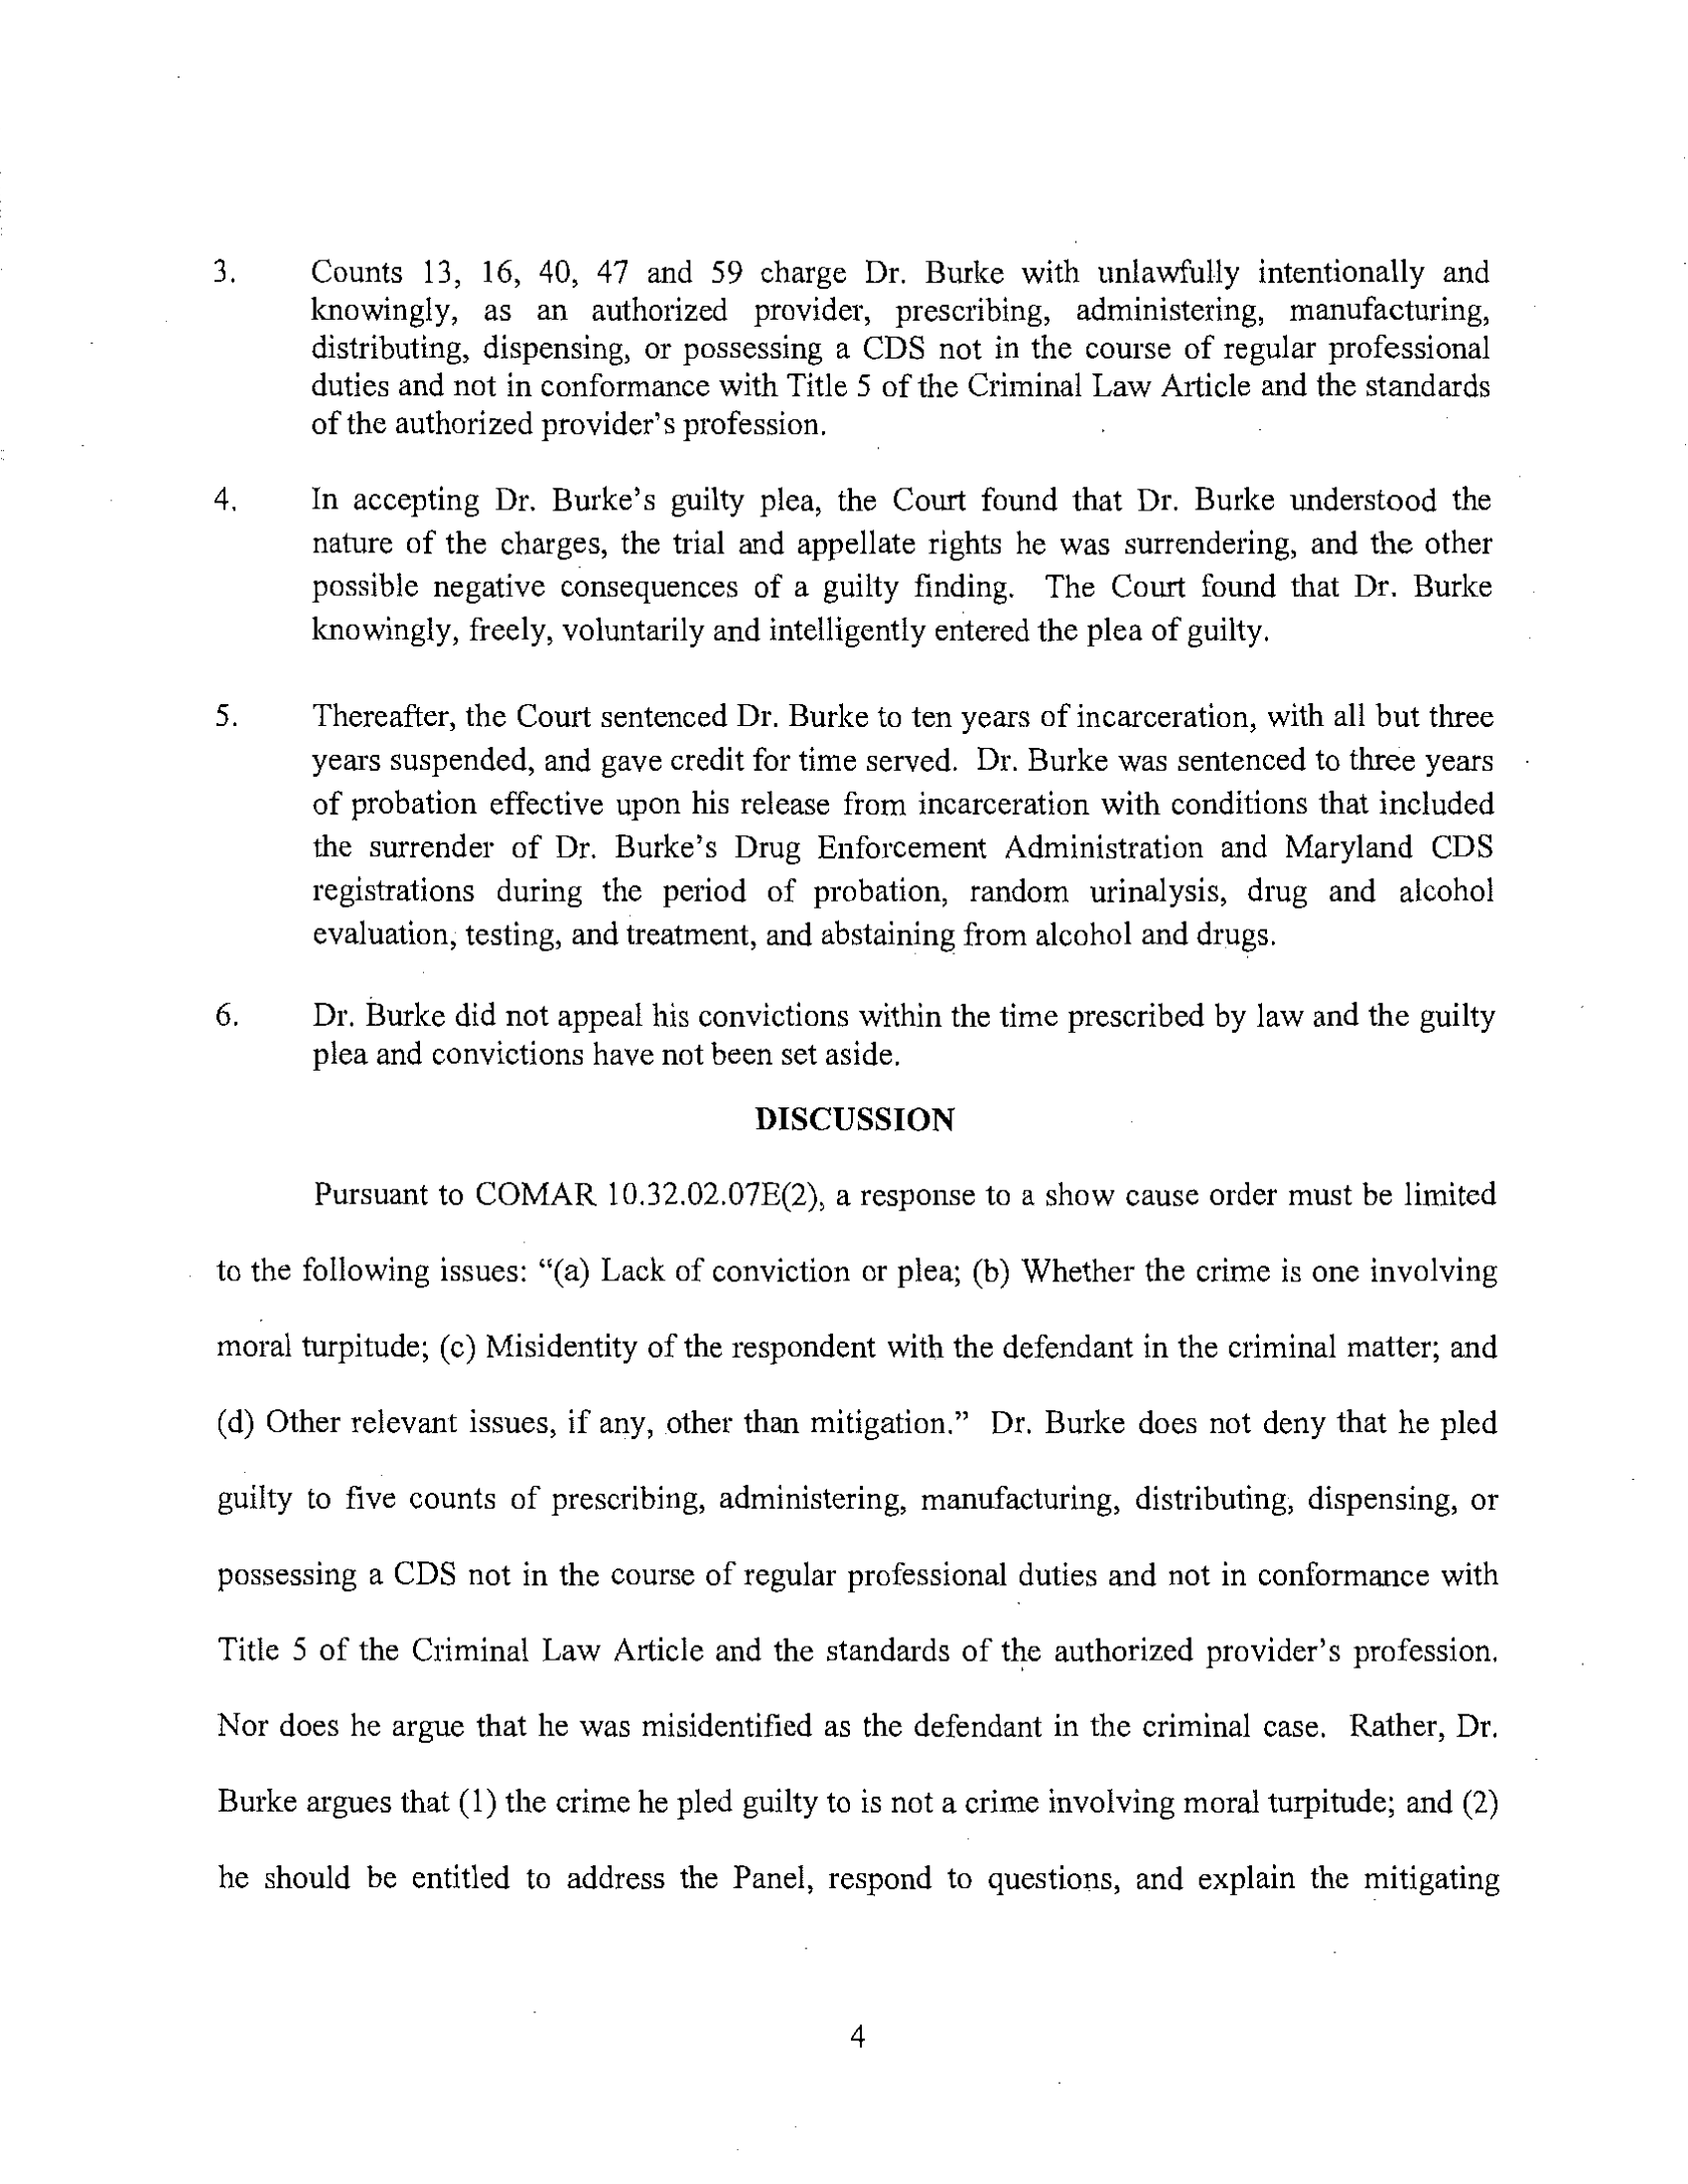 3. Counts 13, 16, 40, 47 and 59 charge Dr. Burke with unlawfully intentionally and
knowingly, as an authorized provider, prescribing, administering, manufacturing,
distributing, dispensing, or possessing a CDS not in the course of regular professional
duties and not in conformance with Title 5 of the Criminal Law Article and the standards
of the authorized provider's profession.
4. In accepting Dr. Burke's guilty plea, the Court found that Dr. Burke understood the
nature of the charges, the trial and appellate rights he was surrendering, and the other
possible negative consequences of a guilty finding. The Court found that Dr. Burke
knowingly, freely, voluntarily and intelligently entered the plea of guilty.
5. Thereafter, the Court sentenced Dr. Burke to ten years of incarceration, with all but three
years suspended, and gave credit for time served. Dr. Burke was sentenced to three years
of probation effective upon his release from incarceration with conditions that included
the surrender of Dr. Burke's Drug Enforcement Administration and Maryland CDS
registrations during the period of probation, random urinalysis, drug and alcohol
evaluation, testing, and treatment, and abstaining from alcohol and drugs.
6. Dr. Burke did not appeal his convictions within the time prescribed by law and the guilty
plea and convictions have not been set aside.
DISCUSSION
Pursuant to COMAR 10.32.02.07E(2), a response to a show cause order must be limited
to the following issues: “(a) Lack of conviction or plea; (b) Whether the crime is one involving
moral turpitude; (c) Misidentity of the respondent with the defendant in the criminal matter; and
(d) Other relevant issues, if any, other than mitigation.” Dr. Burke does not deny that he pled
guilty to five counts of prescribing, administering, manufacturing, distributing, dispensing, or
possessing a CDS not in the course of regular professional duties and not in conformance with
Title 5 of the Criminal Law Article and the standards of the authorized provider's profession.
Nor does he argue that he was misidentified as the defendant in the criminal case. Rather, Dr.
Burke argues that (1) the crime he pled guilty to is not a crime involving moral turpitude; and (2)
he should be entitled to address the Panel, respond to questions, and explain the mitigating
4